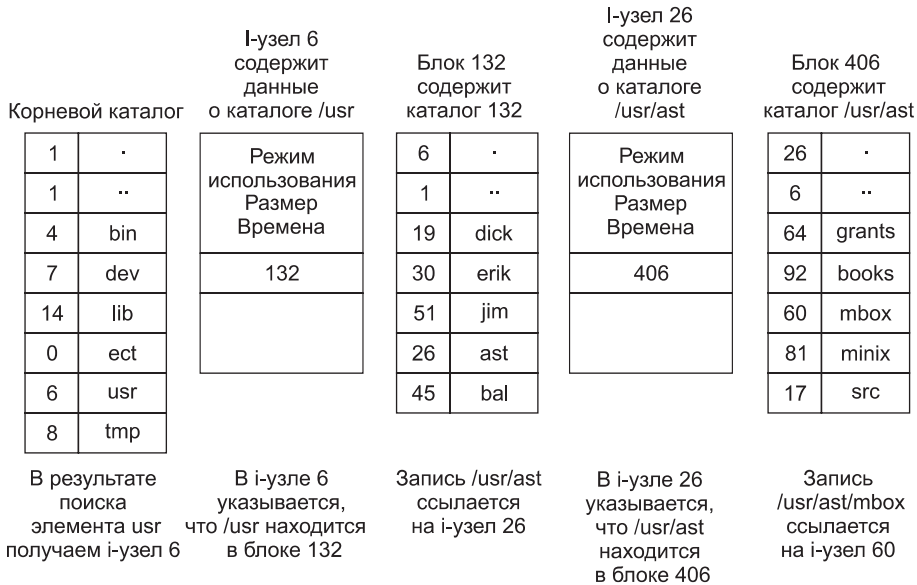 Корневой каталог
1 .
1 ..
4 bin
7 dev
14 lib
0 ect
6 usr
8 tmp
В результате
поиска
элемента usr
получаем i-узел 6
I-узел 6
содержит
данные
о каталоге /usr
Режим
использования
Размер
Времена
132
В i-узле 6
указывается,
что /usr находится
в блоке 132
Блок 132
содержит
каталог 132
6 .
1 ..
19 dick
30 erik
51 jim
26 ast
45 bal
Запись /usr/ast
ссылается
на i-узел 26
I-узел 26
содержит
данные
о каталоге
/usr/ast
Режим
использования
Размер
Времена
406
В i-узле 26
указывается,
что /usr/ast
находится
в блоке 406
Блок 406
содержит
каталог /usr/ast
26 .
6 ..
64 grants
92 books
60 mbox
81 minix
17 src
Запись
/usr/ast/mbox
ссылается
на i-узел 60